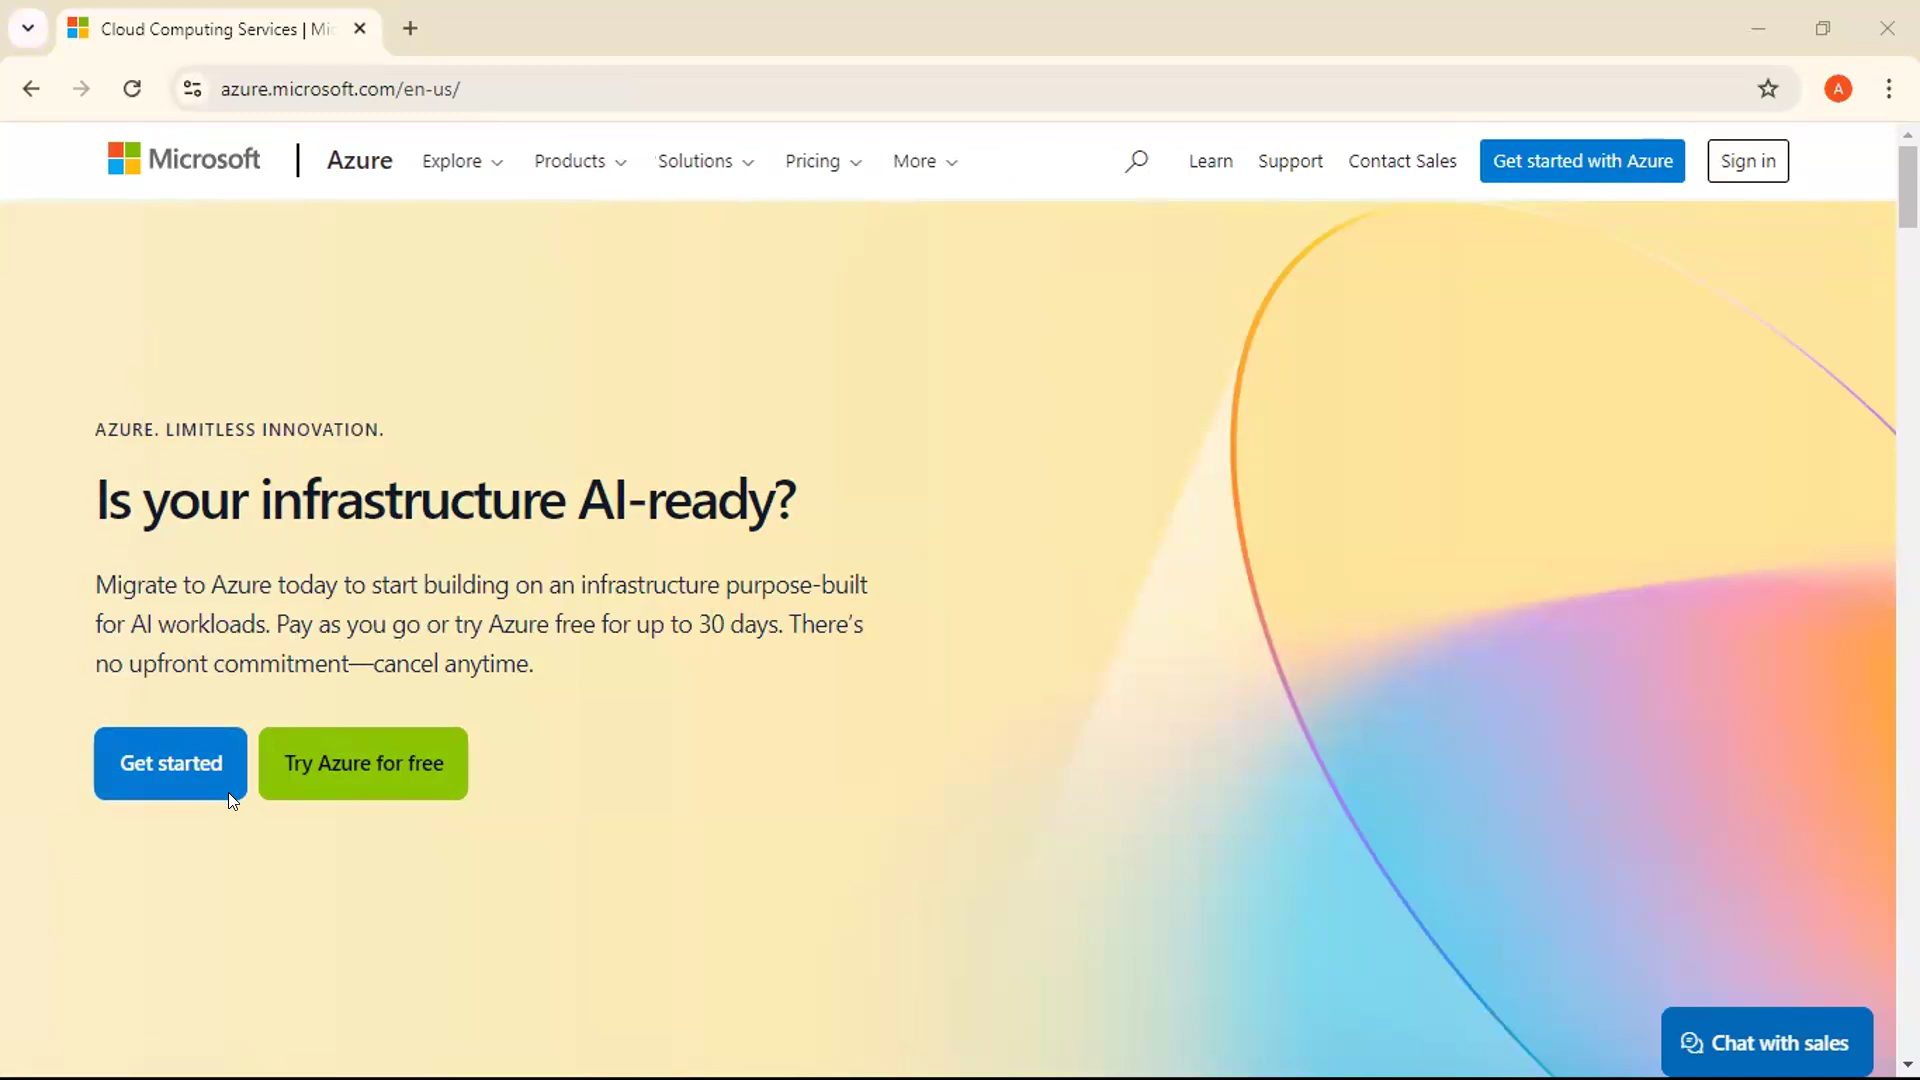 Cloud Computing Services | Mi
azure.microsoft.com/en-us/
A
Microsoft
Azure
Explore
Products
Solutions
Pricing
More
Learn
Support
Contact Sales
Get started with Azure
Sign in
AZURE. LIMITLESS INNOVATION.
Is your infrastructure AI-ready?
Migrate to Azure today to start building on an infrastructure purpose-built
for AI workloads. Pay as you go or try Azure free for up to 30 days. There’s
no upfront commitment—cancel anytime.
Get started
Try Azure for free
Chat with sales